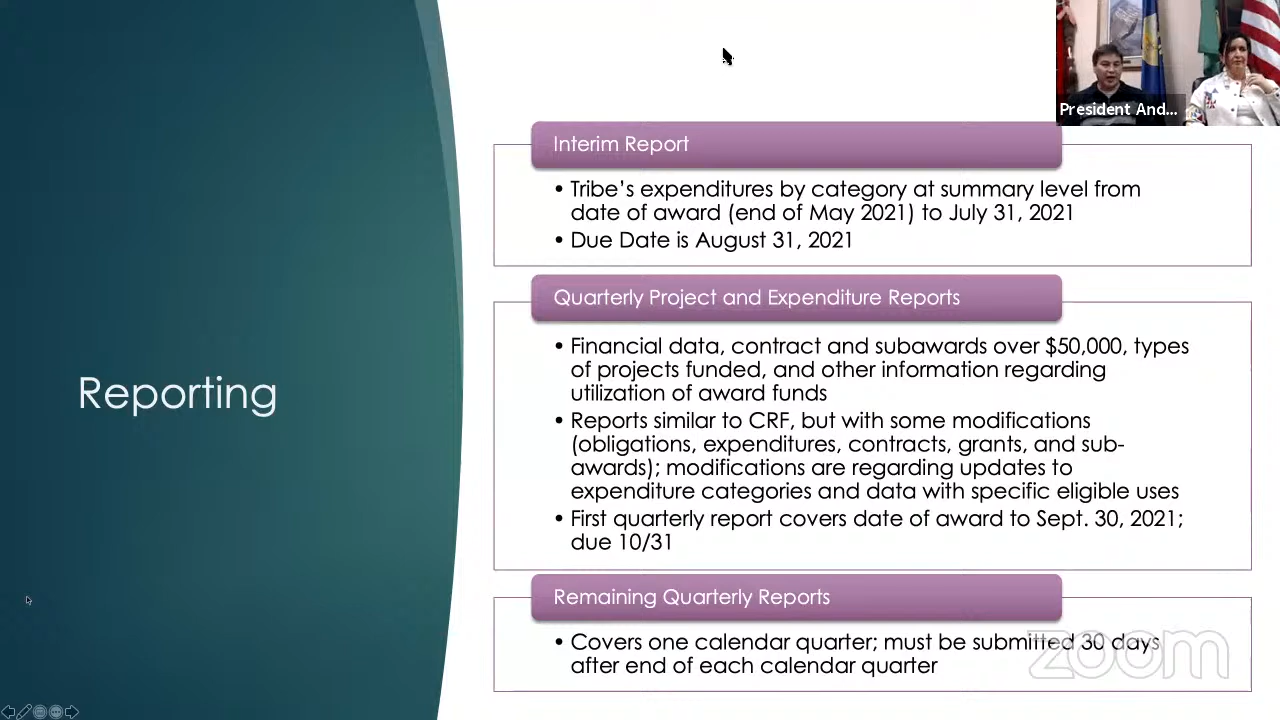 President And...
Interim Report
• Tribe’s expenditures by category at summary level from
date of award (end of May 2021) to July 31, 2021
• Due Date is August 31, 2021
Quarterly Project and Expenditure Reports
• Financial data, contract and subawards over $50,000, types
of projects funded, and other information regarding
utilization of award funds
Reporting
• Reports similar to CRF, but with some modifications
(obligations, expenditures, contracts, grants, and sub-
awards); modifications are regarding updates to
expenditure categories and data with specific eligible uses
• First quarterly report covers date of award to Sept. 30, 2021;
due 10/31
Remaining Quarterly Reports
• Covers one calendar quarter; must be submitted 30 days
after end of each calendar quarter
zoom